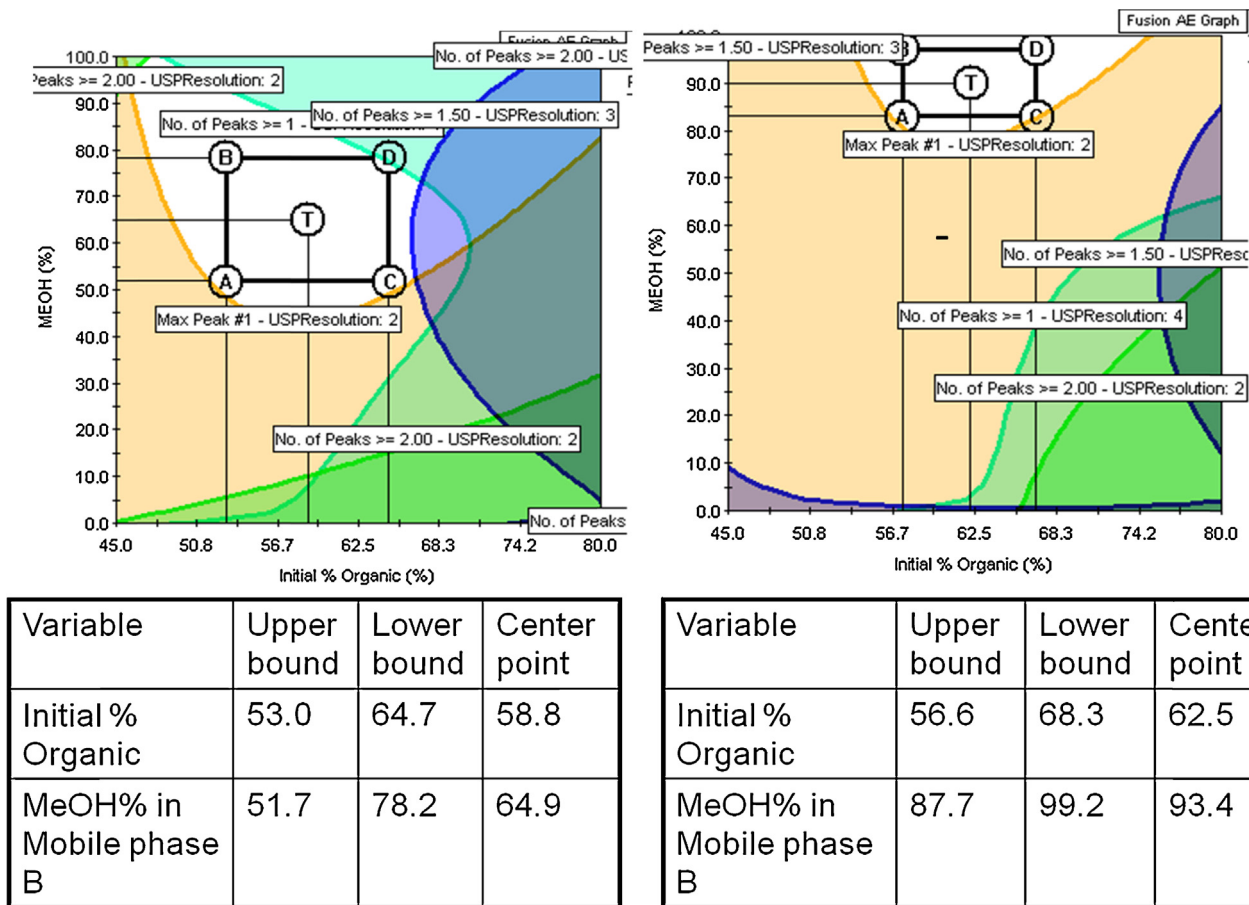 Fusion AE Graph
No. of Peaks >= 2.00 - US
Peaks >= 2.00 - USPResolution: 2
No. of Peaks >= 1 -
No. of Peaks >= 1.50 - USPResolution: 3
B
D
T
A
C
Max Peak #1 - USPResolution: 2
No. of Peaks >= 2.00 - USPResolution: 2
No. of Peaks
MEOH (%)
100.0
90.0
80.0
70.0
60.0
50.0
40.0
30.0
20.0
10.0
0.0
45.0 50.8 56.7 62.5 68.3 74.2 80.0
Initial % Organic (%)
Fusion AE Graph
Peaks >= 1.50 - USPResolution: 3
B
D
T
A
C
Max Peak #1 - USPResolution: 2
No. of Peaks >= 1.50 - USPResc
No. of Peaks >= 1 - USPResolution: 4
No. of Peaks >= 2.00 - USPResolution: 2
MEOH (%)
90.0
80.0
70.0
60.0
50.0
40.0
30.0
20.0
10.0
0.0
45.0 50.8 56.7 62.5 68.3 74.2 80.0
Initial % Organic (%)
Variable Upper Lower Center
bound bound point
Initial % 53.0 64.7 58.8
Organic
MeOH% in 51.7 78.2 64.9
Mobile phase
B
Variable Upper Lower Cente
bound bound point
Initial % 56.6 68.3 62.5
Organic
MeOH% in 87.7 99.2 93.4
Mobile phase
B